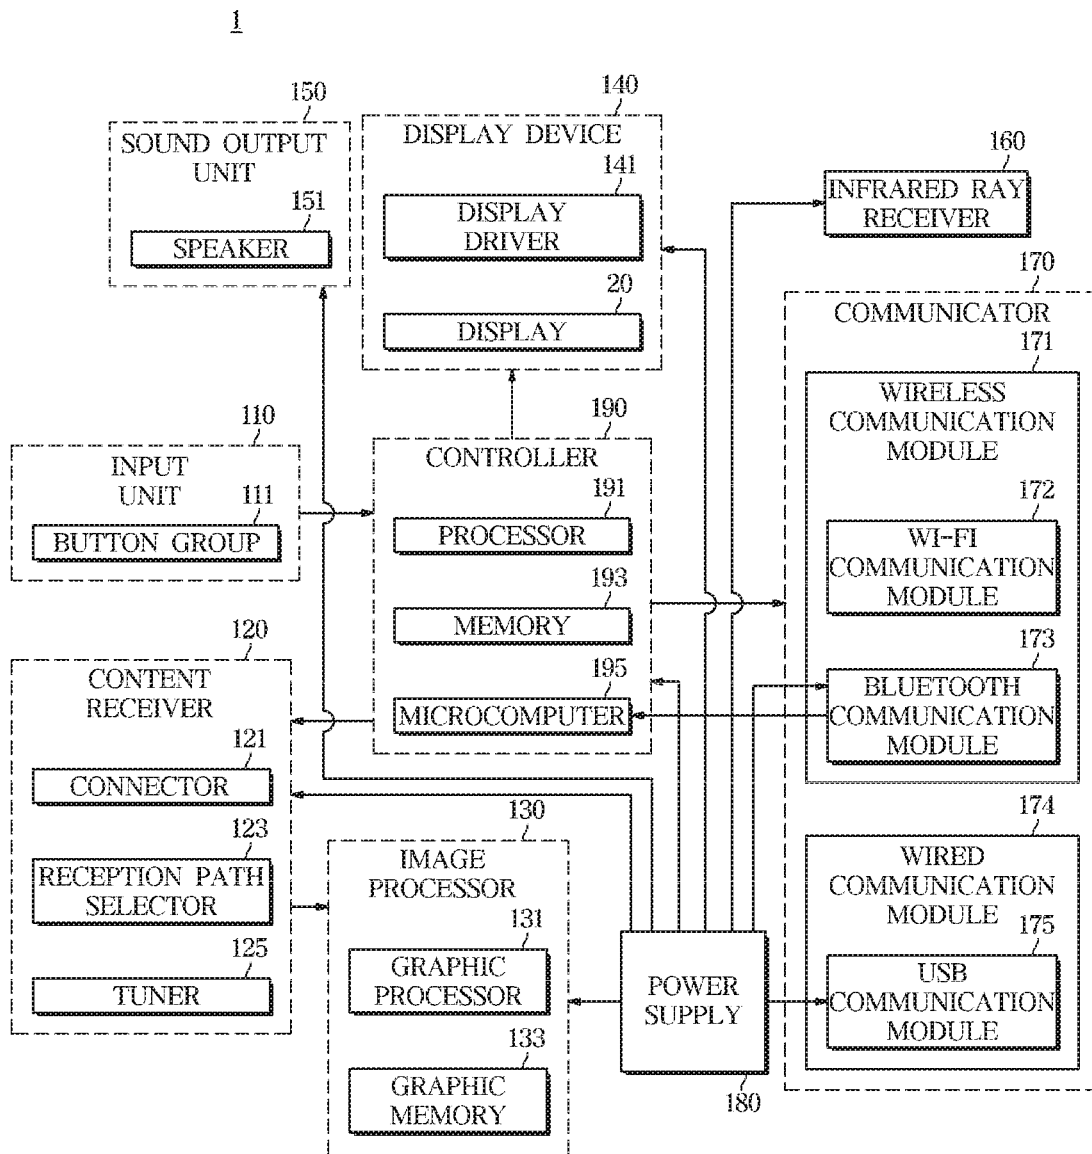 1
150
SOUND OUTPUT
UNIT
151
SPEAKER
140
DISPLAY DEVICE
141
DISPLAY
DRIVER
20
DISPLAY
160
INFRARED RAY
RECEIVER
170
COMMUNICATOR
171
WIRELESS
COMMUNICATION
MODULE
172
WI-FI
COMMUNICATION
MODULE
173
BLUETOOTH
COMMUNICATION
MODULE
110
INPUT
UNIT
111
BUTTON GROUP
190
CONTROLLER
191
PROCESSOR
193
MEMORY
195
MICROCOMPUTER
120
CONTENT
RECEIVER
121
CONNECTOR
123
RECEPTION PATH
SELECTOR
125
TUNER
130
IMAGE
PROCESSOR
131
GRAPHIC
PROCESSOR
133
GRAPHIC
MEMORY
POWER
SUPPLY
180
174
WIRED
COMMUNICATION
MODULE
175
USB
COMMUNICATION
MODULE